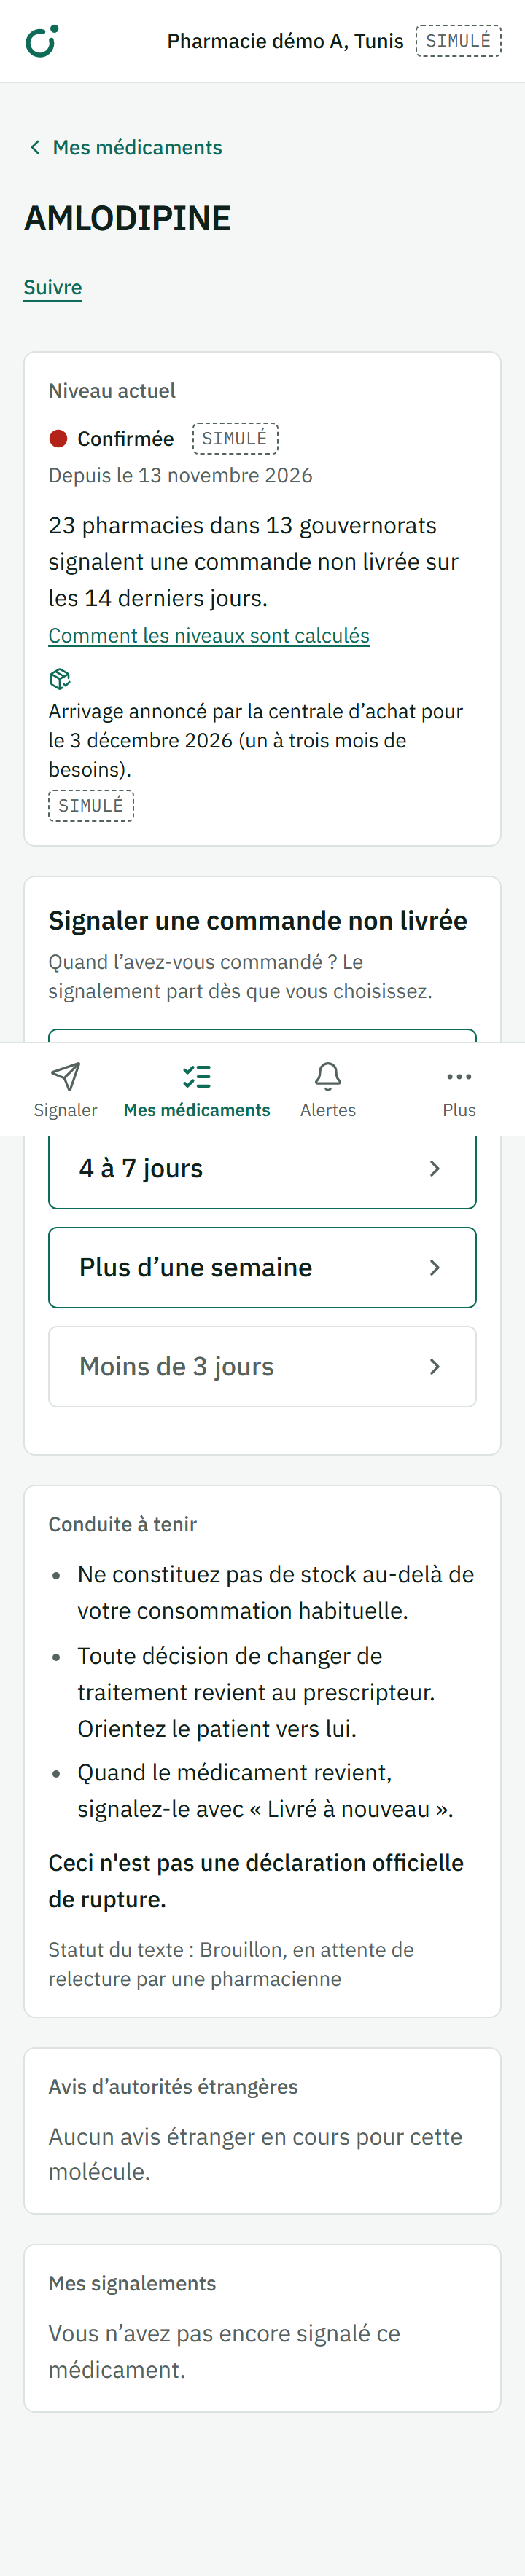 Pharmacie démo A, Tunis SIMULÉ
Mes médicaments
AMLODIPINE
Suivre
Niveau actuel
Confirmée SIMULÉ
Depuis le 13 novembre 2026
23 pharmacies dans 13 gouvernorats
signalent une commande non livrée sur
les 14 derniers jours.
Comment les niveaux sont calculés
Arrivage annoncé par la centrale d’achat pour
le 3 décembre 2026 (un à trois mois de
besoins).
SIMULÉ
Signaler une commande non livrée
Quand l’avez-vous commandé ? Le
signalement part dès que vous choisissez.
Signaler Mes médicaments Alertes Plus
4 à 7 jours
Plus d’une semaine
Moins de 3 jours
Conduite à tenir
• Ne constituez pas de stock au-delà de
votre consommation habituelle.
• Toute décision de changer de
traitement revient au prescripteur.
Orientez le patient vers lui.
• Quand le médicament revient,
signalez-le avec « Livré à nouveau ».
Ceci n'est pas une déclaration officielle
de rupture.
Statut du texte : Brouillon, en attente de
relecture par une pharmacienne
Avis d’autorités étrangères
Aucun avis étranger en cours pour cette
molécule.
Mes signalements
Vous n’avez pas encore signalé ce
médicament.